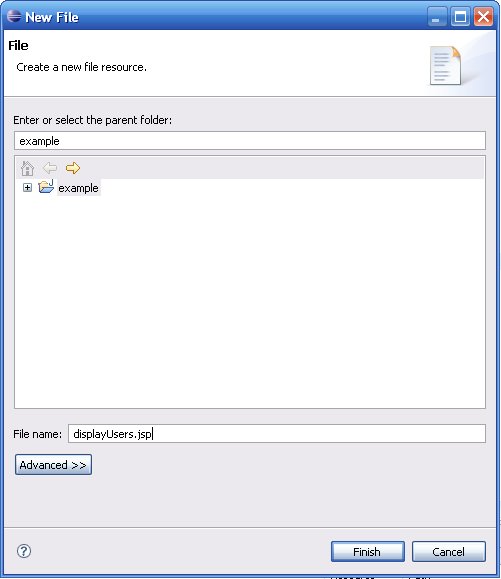 New File
File
Create a new file resource.
Enter or select the parent folder:
example
example
File name: displayUsers.jsp
Advanced >>
Finish Cancel